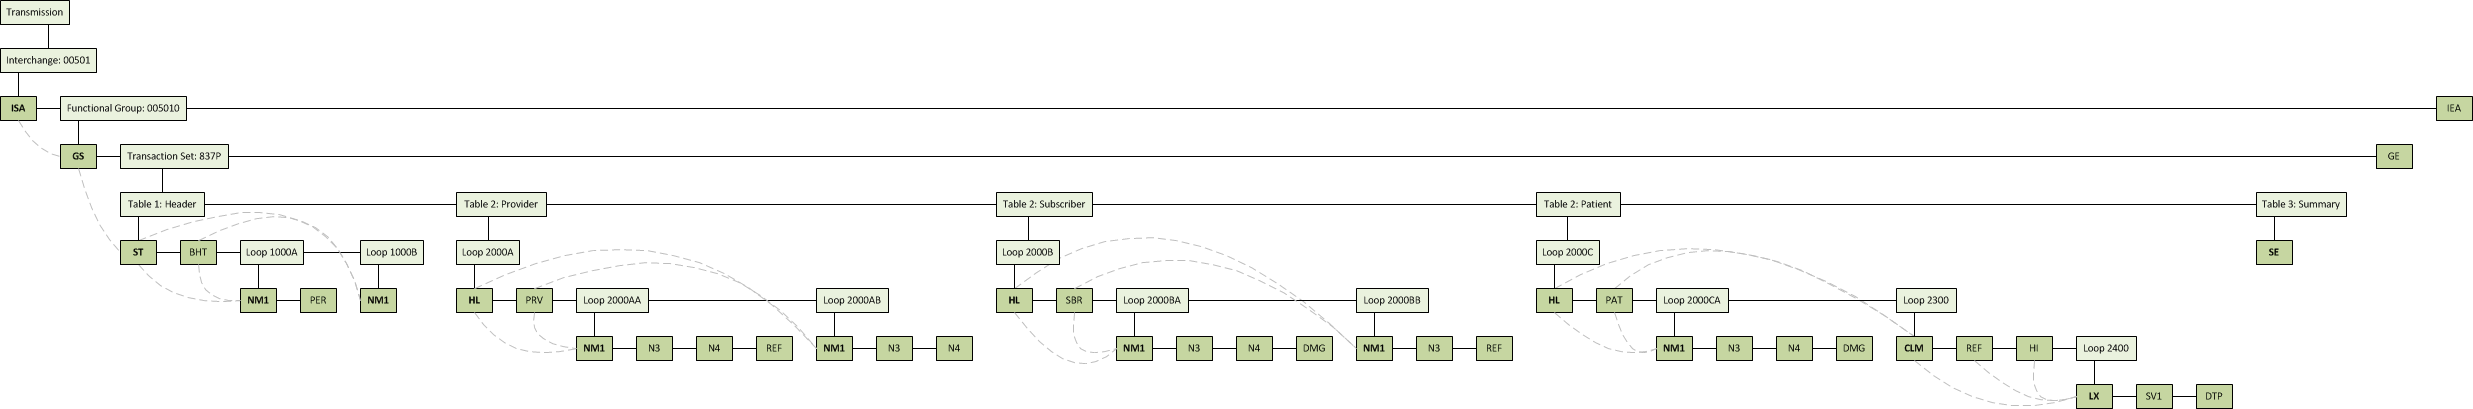 Transmission
Interchange: 00501
ISA Functional Group: 005010 IEA
GS Transaction Set: 837P GE
Table 1: Header Table 2: Provider Table 2: Subscriber Table 2: Patient Table 3: Summary
ST BHT Loop 1000A Loop 1000B Loop 2000A Loop 2000B Loop 2000C SE
NM1 PER NM1 HL PRV Loop 2000AA Loop 2000AB HL SBR Loop 2000BA Loop 2000BB HL PAT Loop 2000CA Loop 2300
NM1 N3 N4 REF NM1 N3 N4 NM1 N3 N4 DMG NM1 N3 REF NM1 N3 N4 DMG CLM REF HI Loop 2400
LX SV1 DTP